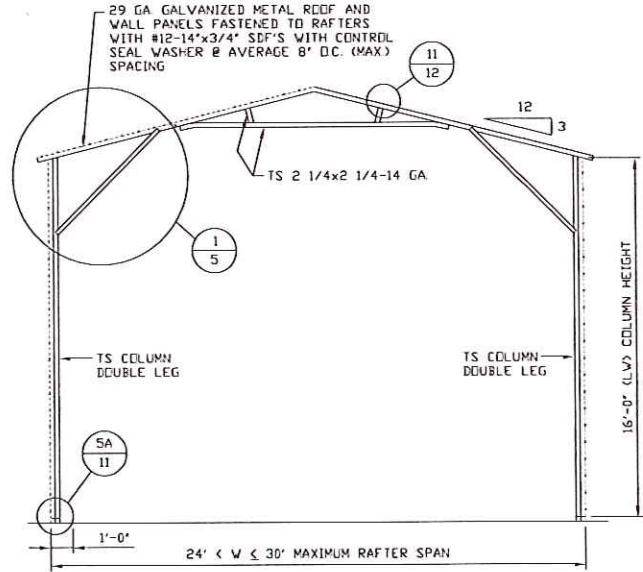 29 GA. GALVANIZED METAL ROOF AND
WALL PANELS FASTENED TO RAFTERS
WITH #12-14"x3/4" SDF'S WITH CONTROL
SEAL WASHER @ AVERAGE 8" O.C. (MAX)
SPACING
11
12
12
3
TS 2 1/4x2 1/4-14 GA.
1
5
TS COLUMN
DOUBLE LEG
TS COLUMN
DOUBLE LEG
16'-0" (LW) COLUMN HEIGHT
5A
11
1'-0"
24' < W ≤ 30' MAXIMUM RAFTER SPAN